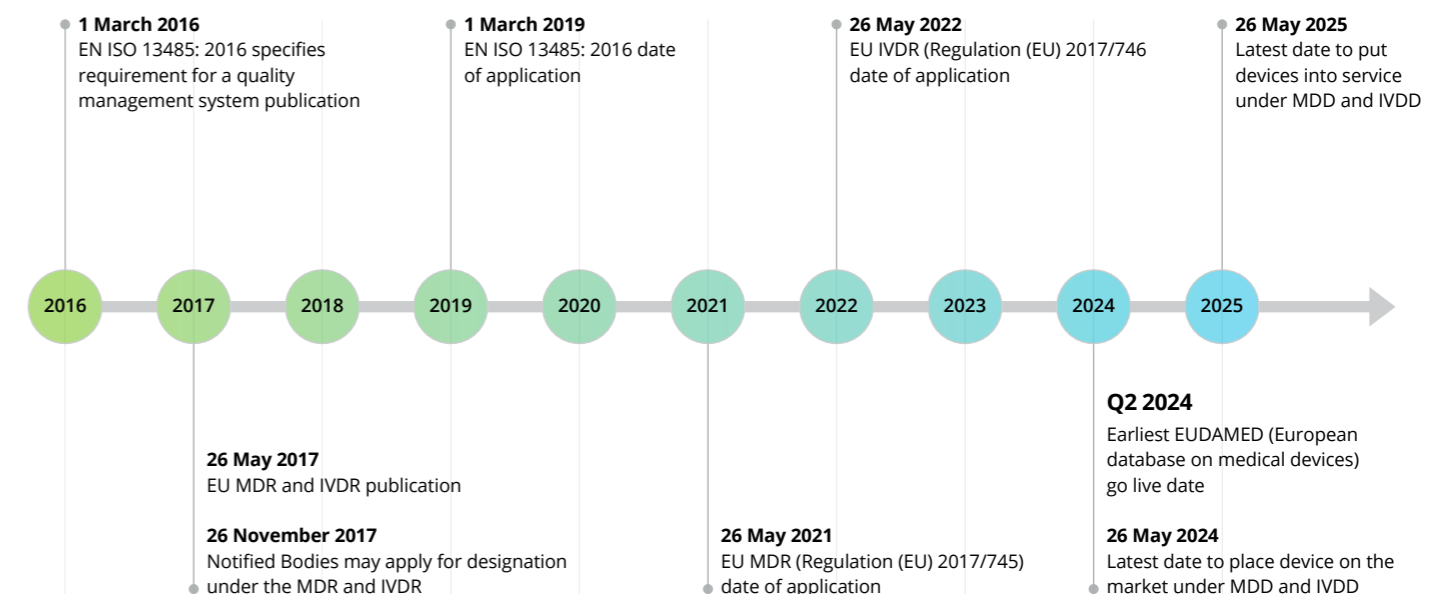 1 March 2016
EN ISO 13485: 2016 specifies
requirement for a quality
management system publication
1 March 2019
EN ISO 13485: 2016 date
of application
26 May 2022
EU IVDR (Regulation (EU) 2017/746
date of application
26 May 2025
Latest date to put
devices into service
under MDD and IVDD
2016
2017
2018
2019
2020
2021
2022
2023
2024
2025
26 May 2017
EU MDR and IVDR publication
26 November 2017
Notified Bodies may apply for designation
under the MDR and IVDR
26 May 2021
EU MDR (Regulation (EU) 2017/745)
date of application
Q2 2024
Earliest EUDAMED (European
database on medical devices)
go live date
26 May 2024
Latest date to place device on the
market under MDD and IVDD